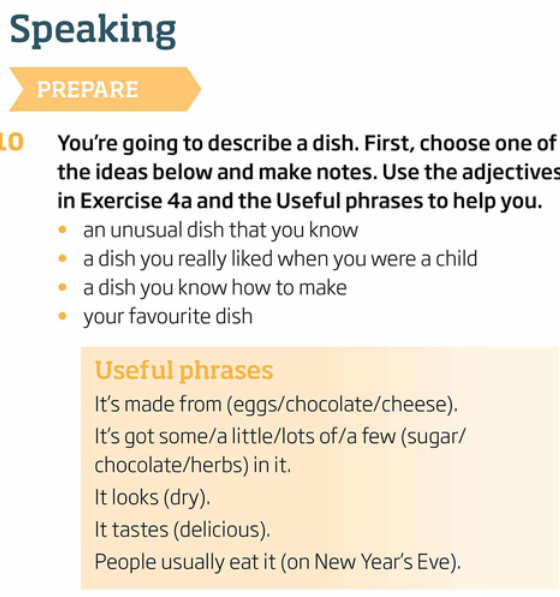 Speaking
PREPARE
10 You're going to describe a dish. First, choose one of
the ideas below and make notes. Use the adjectives
in Exercise 4a and the Useful phrases to help you.
• an unusual dish that you know
• a dish you really liked when you were a child
• a dish you know how to make
• your favourite dish
Useful phrases
It's made from (eggs/chocolate/cheese).
It's got some/a little/lots of/a few (sugar/
chocolate/herbs) in it.
It looks (dry).
It tastes (delicious).
People usually eat it (on New Year's Eve).